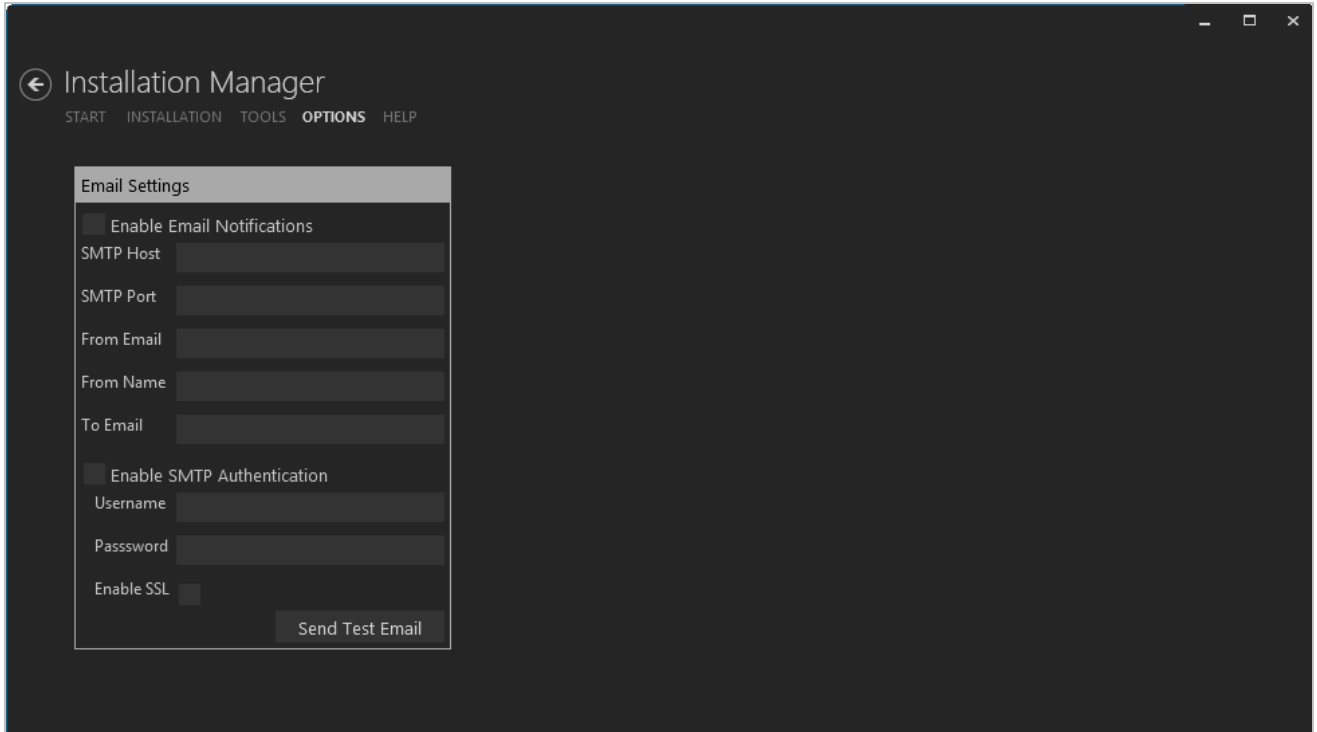 Installation Manager
START INSTALLATION TOOLS OPTIONS HELP
Email Settings
Enable Email Notifications
SMTP Host
SMTP Port
From Email
From Name
To Email
Enable SMTP Authentication
Username
Passsword
Enable SSL
Send Test Email